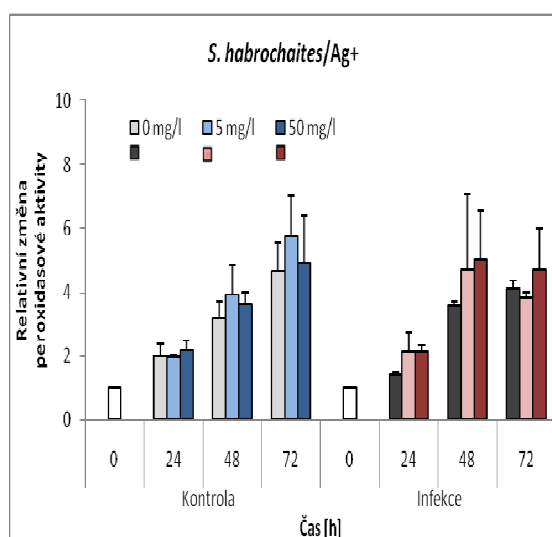 S. habrochaites/Ag+
10
8
6
4
2
0
0 mg/l 5 mg/l 50 mg/l
Relativní změna
peroxidasové aktivity
0 24 48 72 0 24 48 72
Kontrola Infekce
Čas [h]